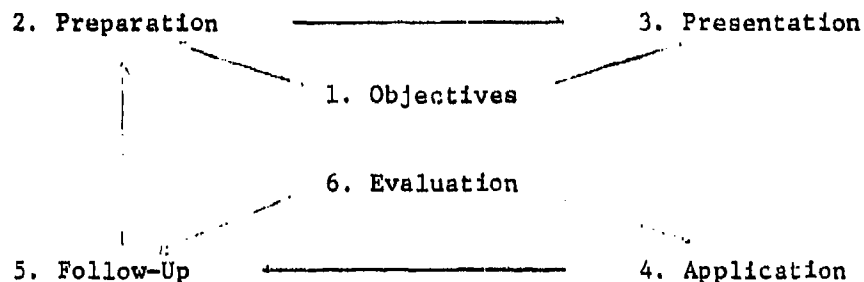 2. Preparation 3. Presentation
1. Objectives
6. Evaluation
5. Follow-Up 4. Application